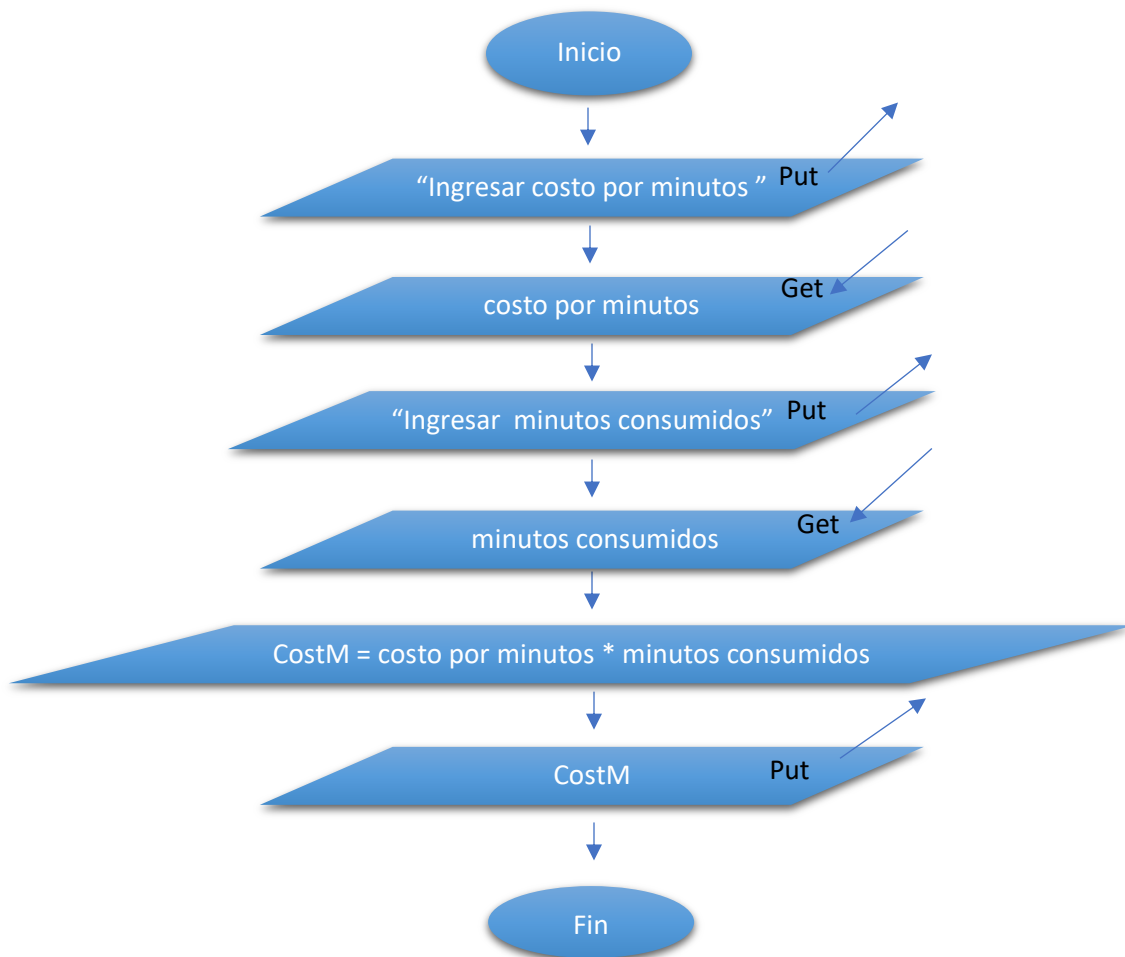 Inicio
“Ingresar costo por minutos ” Put
costo por minutos Get
“Ingresar  minutos consumidos” Put
minutos consumidos Get
CostM = costo por minutos * minutos consumidos
CostM Put
Fin